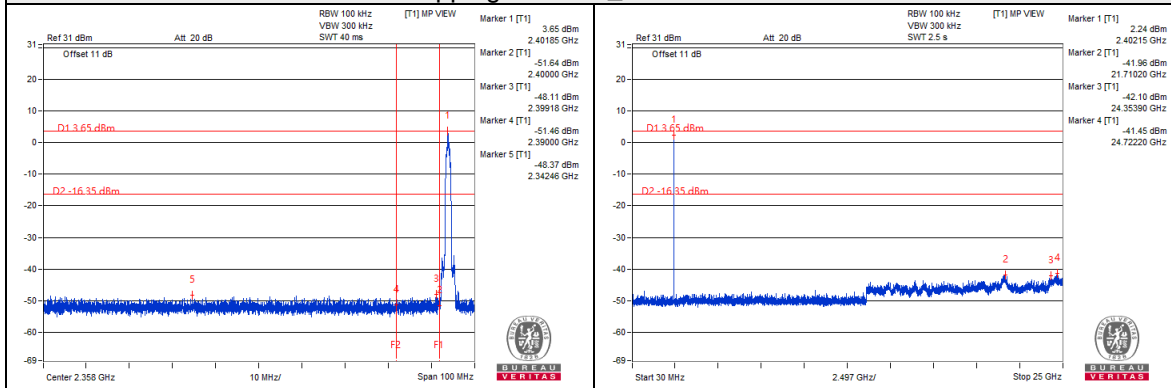 RBW 100 kHz
VBW 300 kHz
SWT 40 ms
[T1] MP VIEW
Ref 31 dBm
Att 20 dB
Offset 11 dB
31
20
10
0
-10
-20
-30
-40
-50
-60
-69
D1 3.65 dBm
D2 -16.35 dBm
1
5
4
3
F2
F1
Center 2.358 GHz
10 MHz/
Span 100 MHz
Marker 1 [T1]
3.65 dBm
2.40185 GHz
Marker 2 [T1]
-51.64 dBm
2.40000 GHz
Marker 3 [T1]
-48.11 dBm
2.39918 GHz
Marker 4 [T1]
-51.46 dBm
2.39000 GHz
Marker 5 [T1]
-48.37 dBm
2.34246 GHz
BUREAU VERITAS
1828
BUREAU
VERITAS
RBW 100 kHz
VBW 300 kHz
SWT 2.5 s
[T1] MP VIEW
Ref 31 dBm
Att 20 dB
Offset 11 dB
31
20
10
0
-10
-20
-30
-40
-50
-60
-69
D1 3.65 dBm
D2 -16.35 dBm
1
2
3
4
Start 30 MHz
2.497 GHz/
Stop 25 GHz
Marker 1 [T1]
2.24 dBm
2.40215 GHz
Marker 2 [T1]
-41.96 dBm
21.71020 GHz
Marker 3 [T1]
-42.10 dBm
24.35390 GHz
Marker 4 [T1]
-41.45 dBm
24.72220 GHz
BUREAU VERITAS
1828
BUREAU
VERITAS